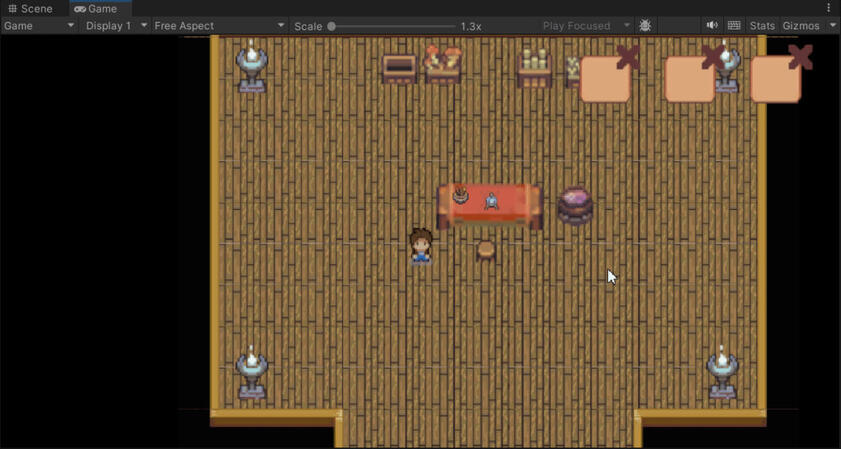 Scene Game
Game Display 1 Free Aspect Scale 1.3x Play Focused Stats Gizmos